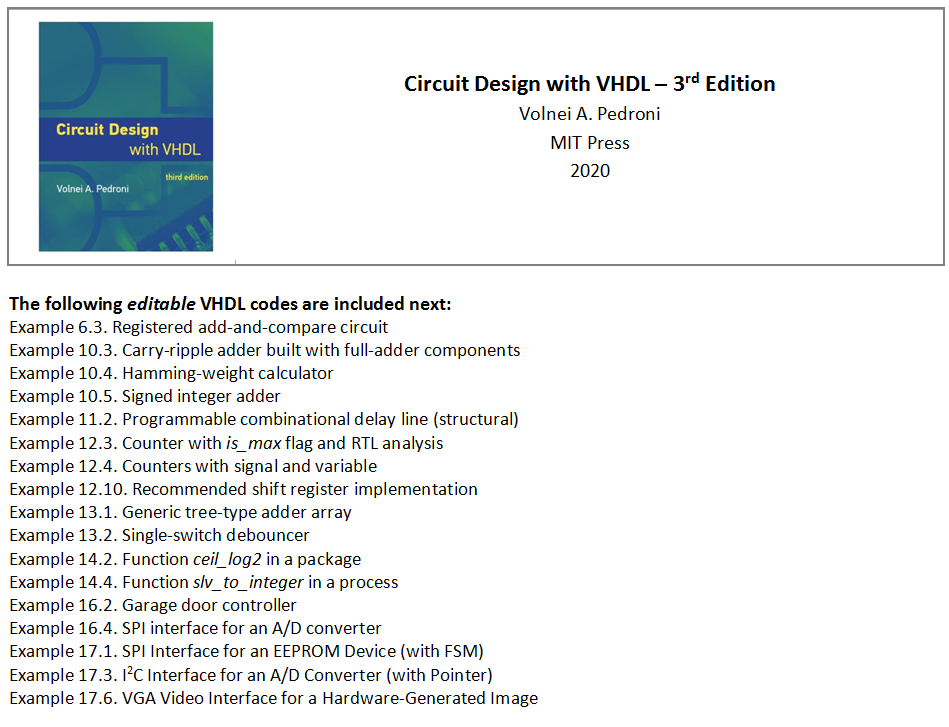 Circuit Design
with VHDL
third edition
Volnei A. Pedroni
Circuit Design with VHDL – 3rd Edition
Volnei A. Pedroni
MIT Press
2020
The following editable VHDL codes are included next:
Example 6.3. Registered add-and-compare circuit
Example 10.3. Carry-ripple adder built with full-adder components
Example 10.4. Hamming-weight calculator
Example 10.5. Signed integer adder
Example 11.2. Programmable combinational delay line (structural)
Example 12.3. Counter with is_max flag and RTL analysis
Example 12.4. Counters with signal and variable
Example 12.10. Recommended shift register implementation
Example 13.1. Generic tree-type adder array
Example 13.2. Single-switch debouncer
Example 14.2. Function ceil_log2 in a package
Example 14.4. Function slv_to_integer in a process
Example 16.2. Garage door controller
Example 16.4. SPI interface for an A/D converter
Example 17.1. SPI Interface for an EEPROM Device (with FSM)
Example 17.3. I2C Interface for an A/D Converter (with Pointer)
Example 17.6. VGA Video Interface for a Hardware-Generated Image